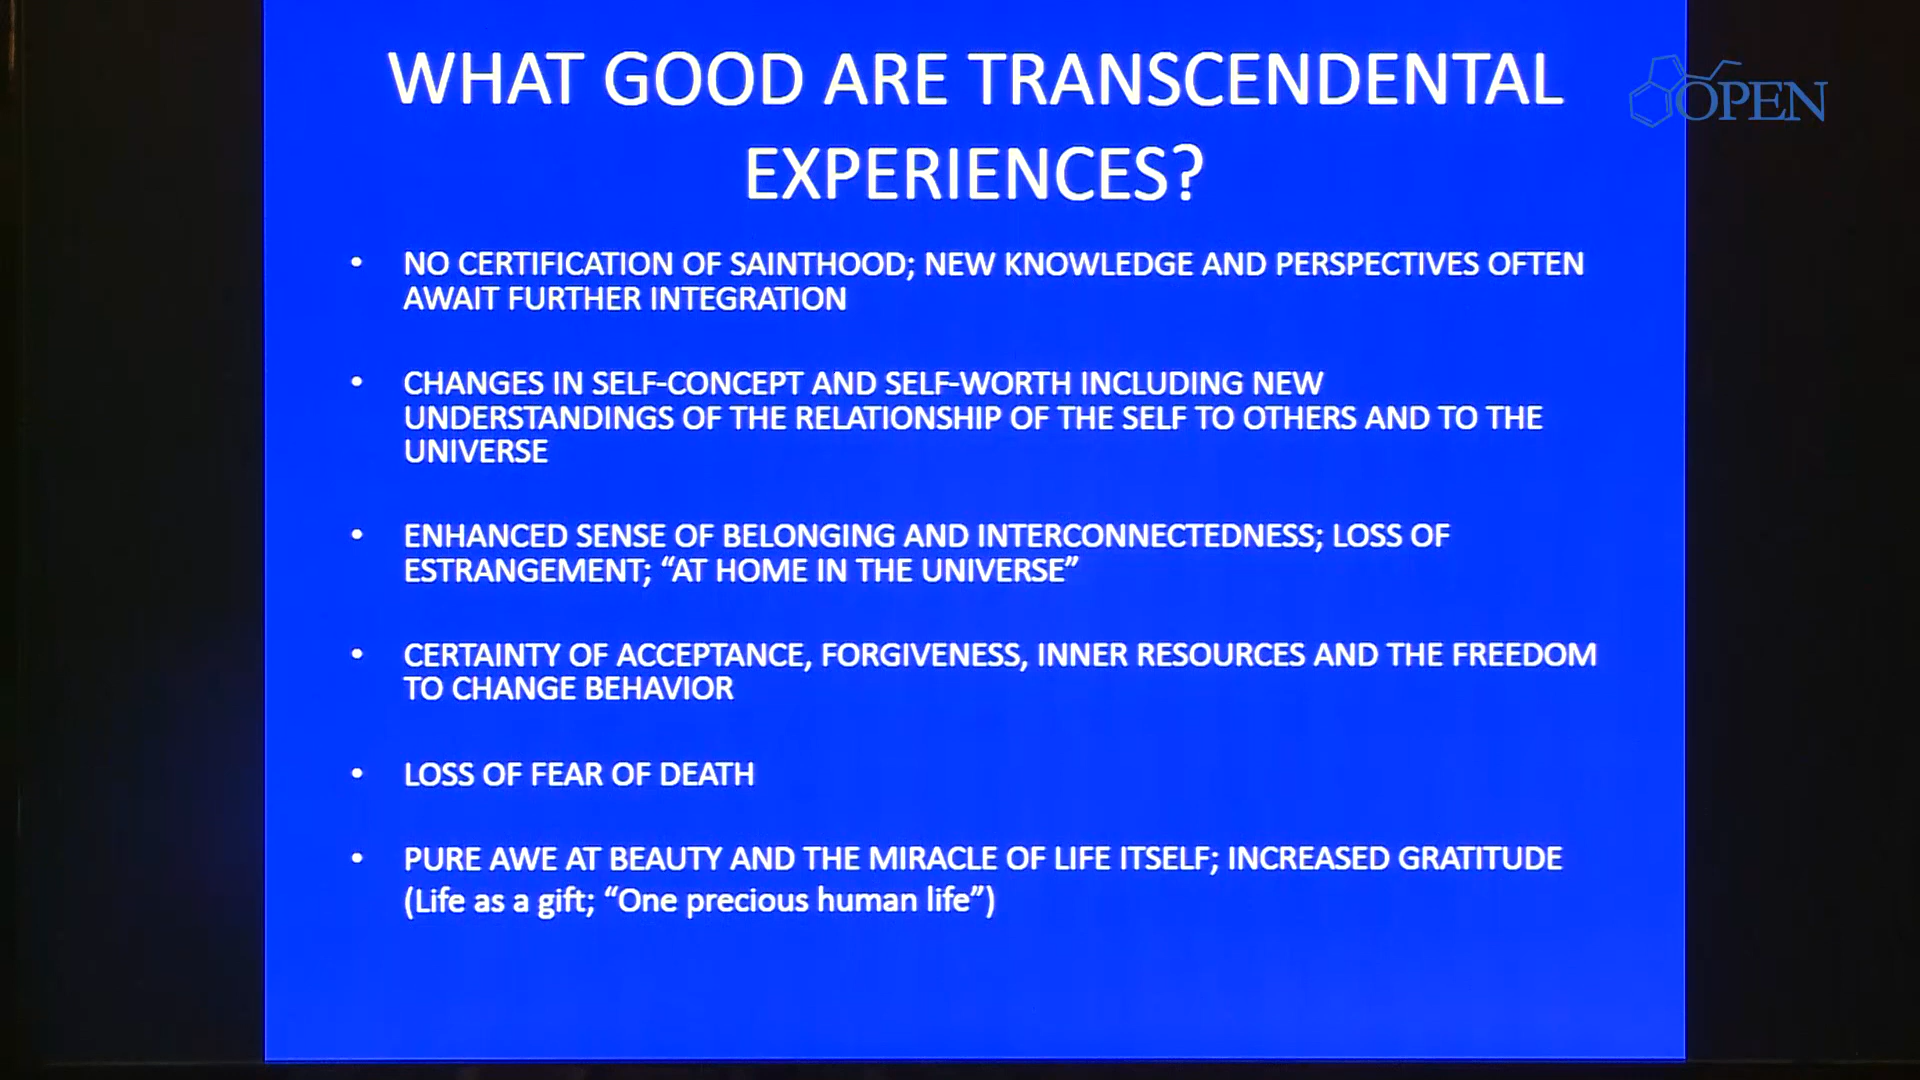 WHAT GOOD ARE TRANSCENDENTAL
EXPERIENCES?
OPEN
• NO CERTIFICATION OF SAINTHOOD; NEW KNOWLEDGE AND PERSPECTIVES OFTEN
AWAIT FURTHER INTEGRATION
• CHANGES IN SELF-CONCEPT AND SELF-WORTH INCLUDING NEW
UNDERSTANDINGS OF THE RELATIONSHIP OF THE SELF TO OTHERS AND TO THE
UNIVERSE
• ENHANCED SENSE OF BELONGING AND INTERCONNECTEDNESS; LOSS OF
ESTRANGEMENT; “AT HOME IN THE UNIVERSE”
• CERTAINTY OF ACCEPTANCE, FORGIVENESS, INNER RESOURCES AND THE FREEDOM
TO CHANGE BEHAVIOR
• LOSS OF FEAR OF DEATH
• PURE AWE AT BEAUTY AND THE MIRACLE OF LIFE ITSELF; INCREASED GRATITUDE
(Life as a gift; “One precious human life”)